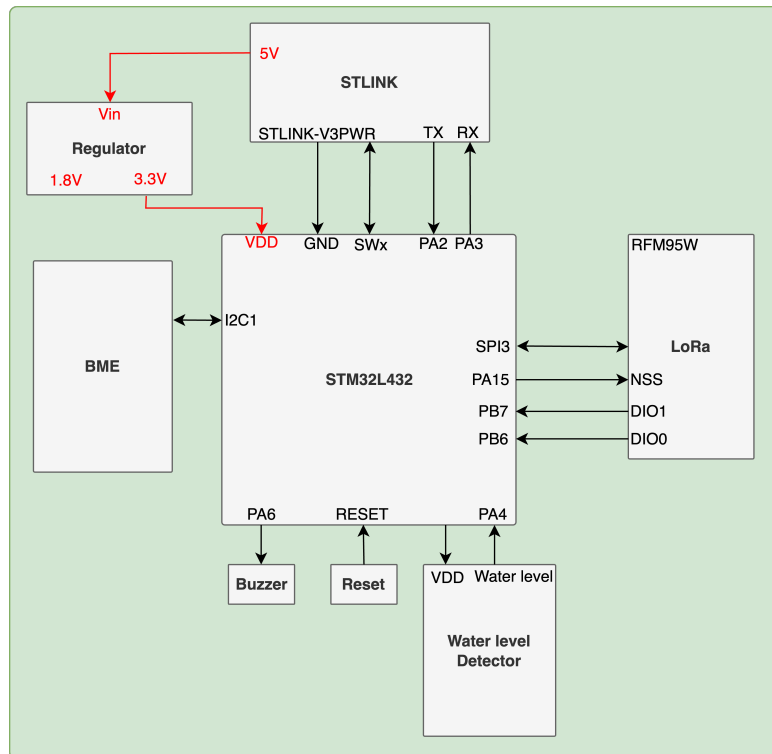 5V
STLINK
STLINK-V3PWR TX RX
Vin
Regulator
1.8V 3.3V
VDD GND SWx PA2 PA3
RFM95W
I2C1
BME
STM32L432
SPI3
LoRa
PA15
NSS
PB7
DIO1
PB6
DIO0
PA6 RESET PA4
Buzzer
Reset
VDD Water level
Water level
Detector